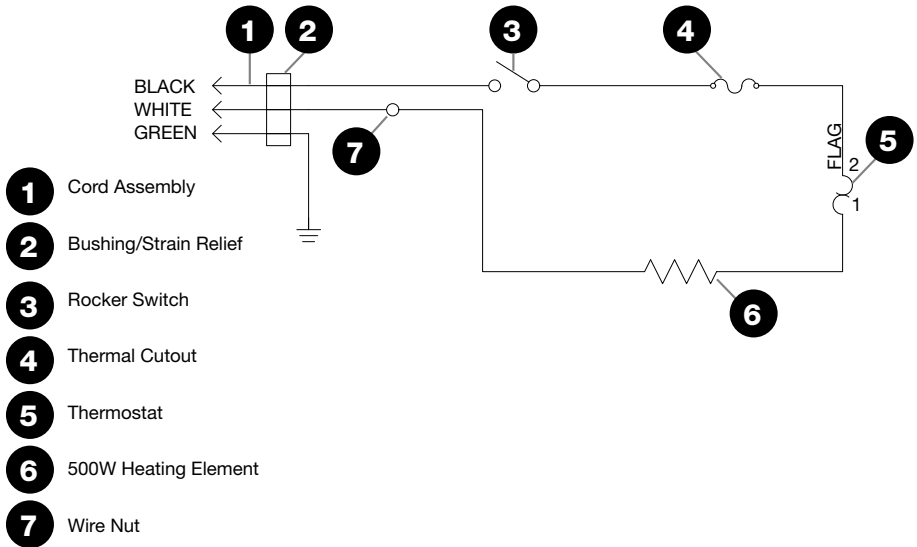 1 2 3 4
BLACK
WHITE
GREEN
7
FLAG
2
1
5
6
1 Cord Assembly
2 Bushing/Strain Relief
3 Rocker Switch
4 Thermal Cutout
5 Thermostat
6 500W Heating Element
7 Wire Nut